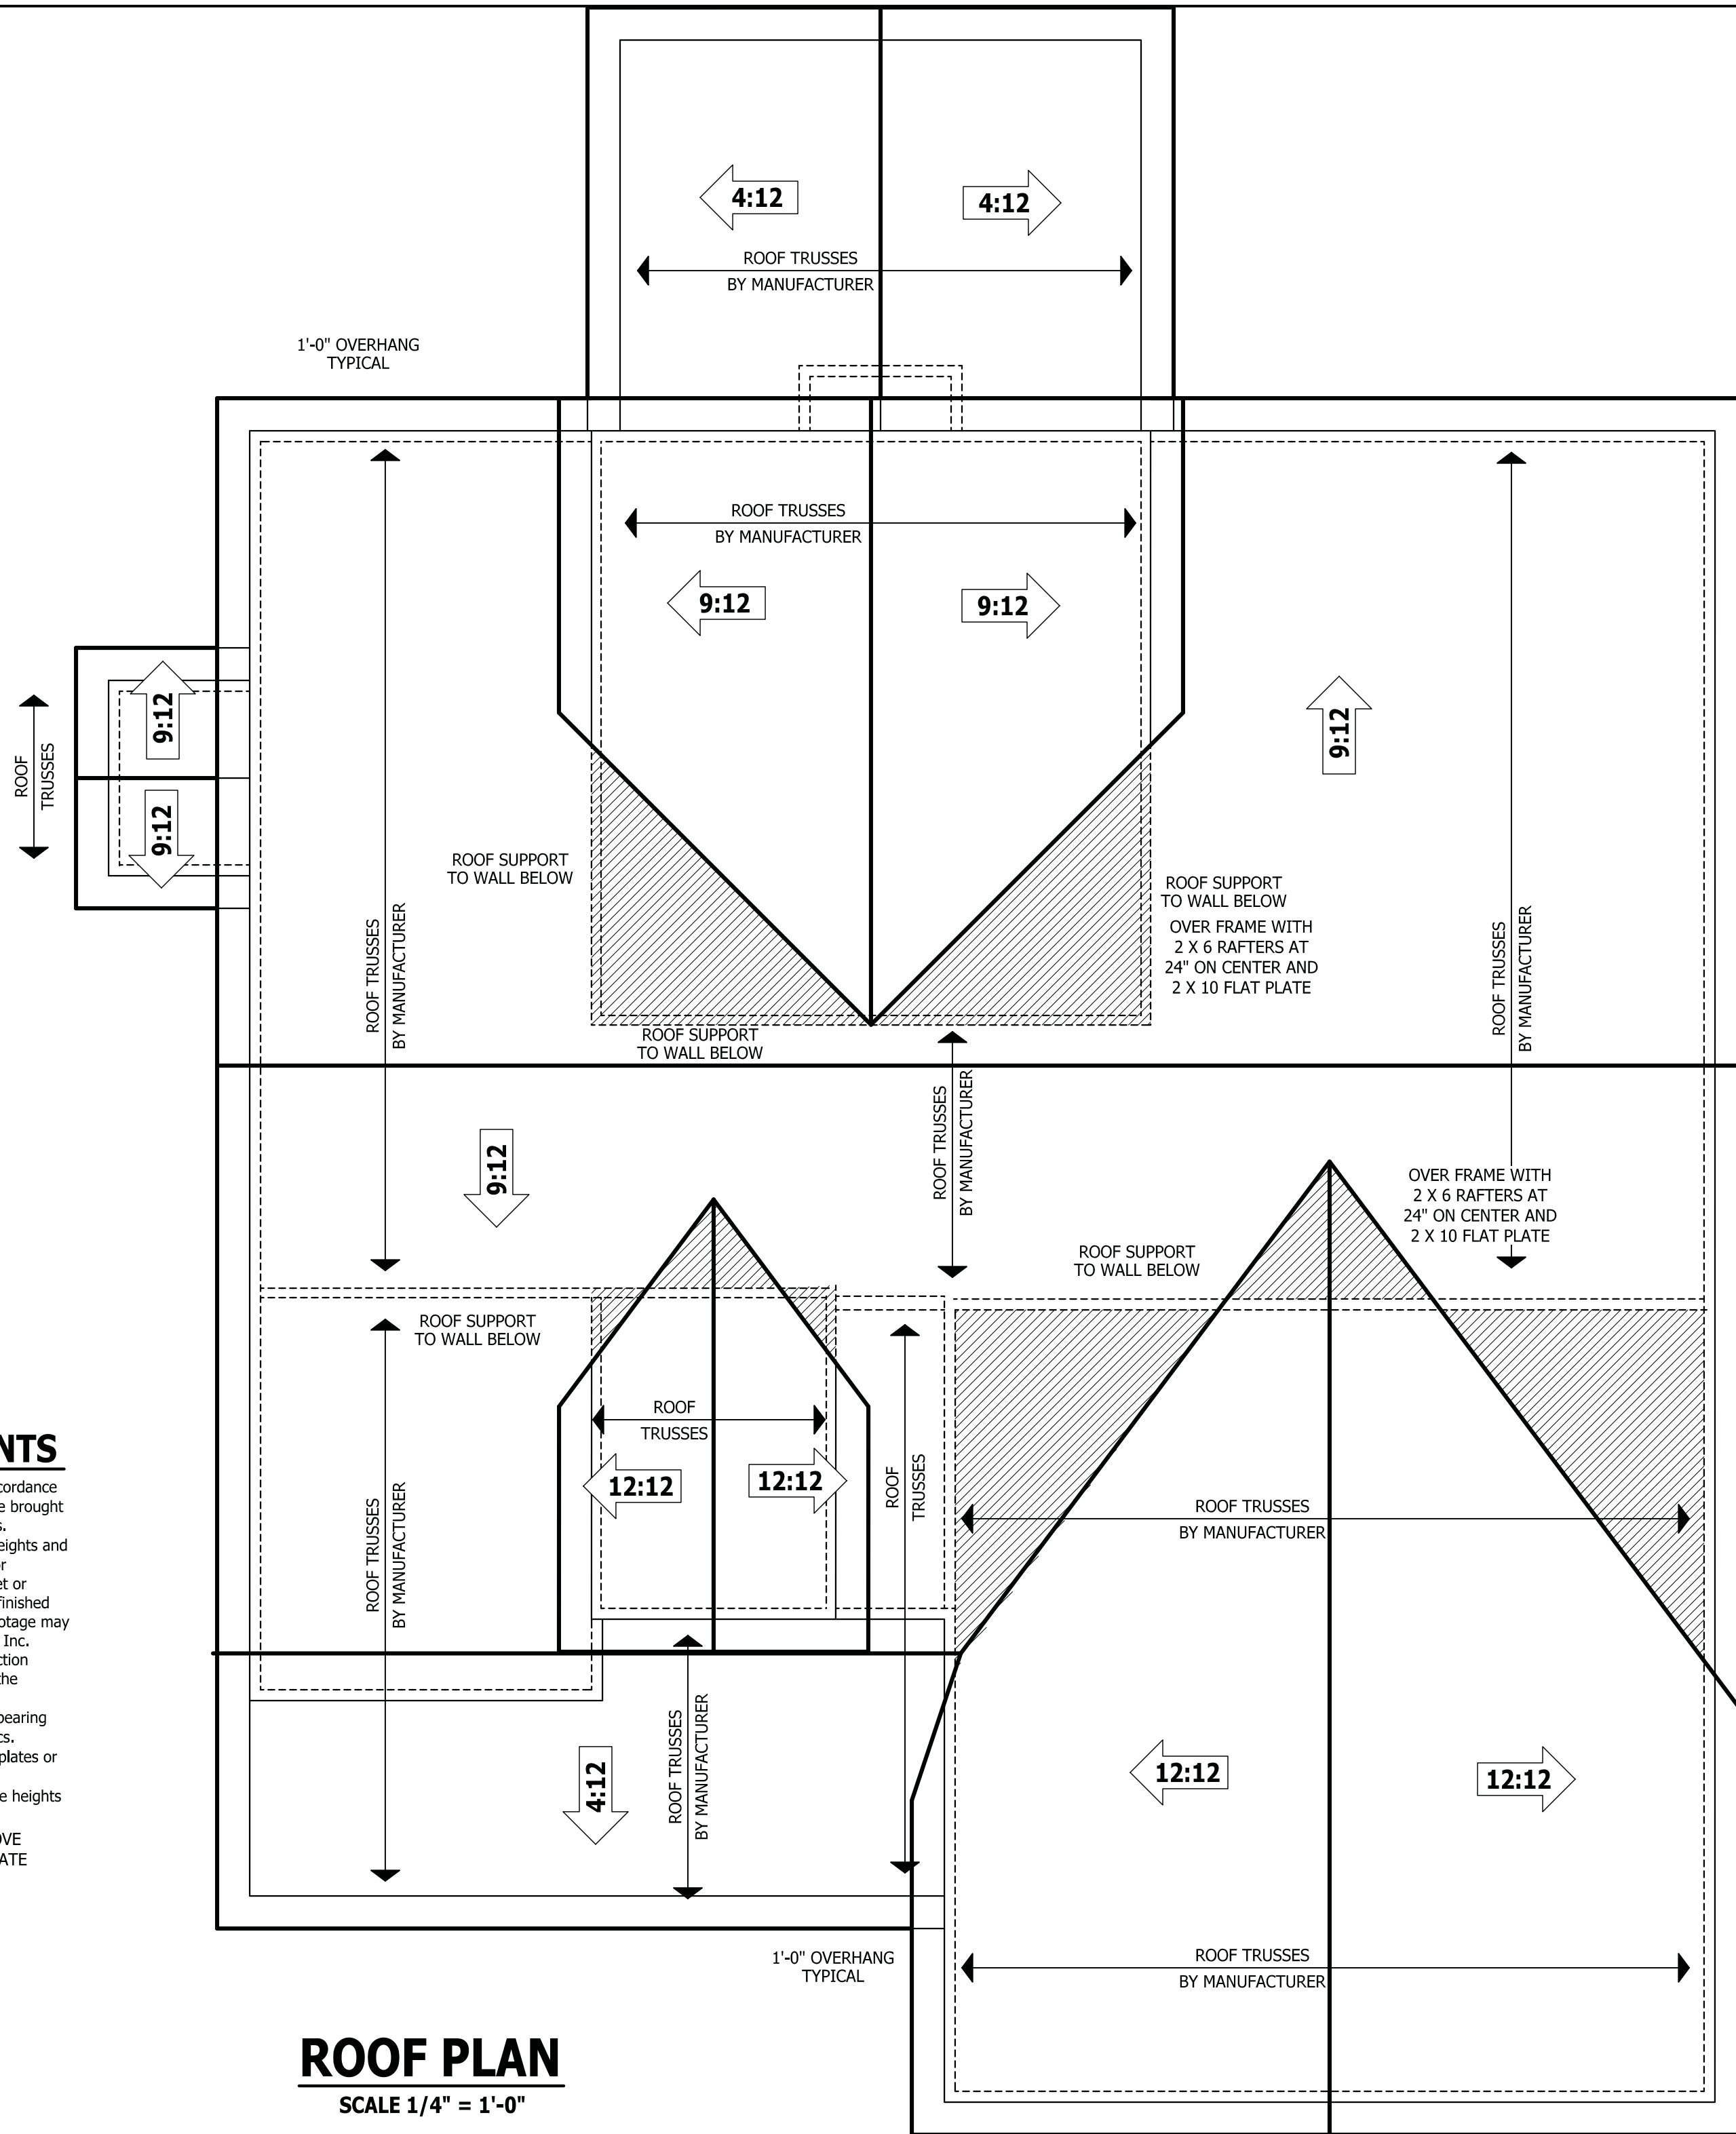 4:12
4:12
ROOF TRUSSES
BY MANUFACTURER
1'-0" OVERHANG
TYPICAL
ROOF TRUSSES
BY MANUFACTURER
9:12
9:12
9:12
9:12
ROOF
TRUSSES
9:12
ROOF SUPPORT
TO WALL BELOW
ROOF SUPPORT
TO WALL BELOW
OVER FRAME WITH
2 X 6 RAFTERS AT
24" ON CENTER AND
2 X 10 FLAT PLATE
ROOF TRUSSES
BY MANUFACTURER
ROOF TRUSSES
BY MANUFACTURER
ROOF SUPPORT
TO WALL BELOW
ROOF TRUSSES
BY MANUFACTURER
9:12
OVER FRAME WITH
2 X 6 RAFTERS AT
24" ON CENTER AND
2 X 10 FLAT PLATE
ROOF SUPPORT
TO WALL BELOW
ROOF SUPPORT
TO WALL BELOW
ROOF
TRUSSES
12:12
12:12
ROOF
TRUSSES
ROOF TRUSSES
BY MANUFACTURER
ROOF TRUSSES
BY MANUFACTURER
NTS
cordance
e brought
s.
eights and
or
et or
finished
otage may
Inc.
ction
the
bearing
cs.
plates or
e heights
OVE
ATE
ROOF TRUSSES
BY MANUFACTURER
4:12
12:12
12:12
1'-0" OVERHANG
TYPICAL
ROOF TRUSSES
BY MANUFACTURER
ROOF PLAN
SCALE 1/4" = 1'-0"